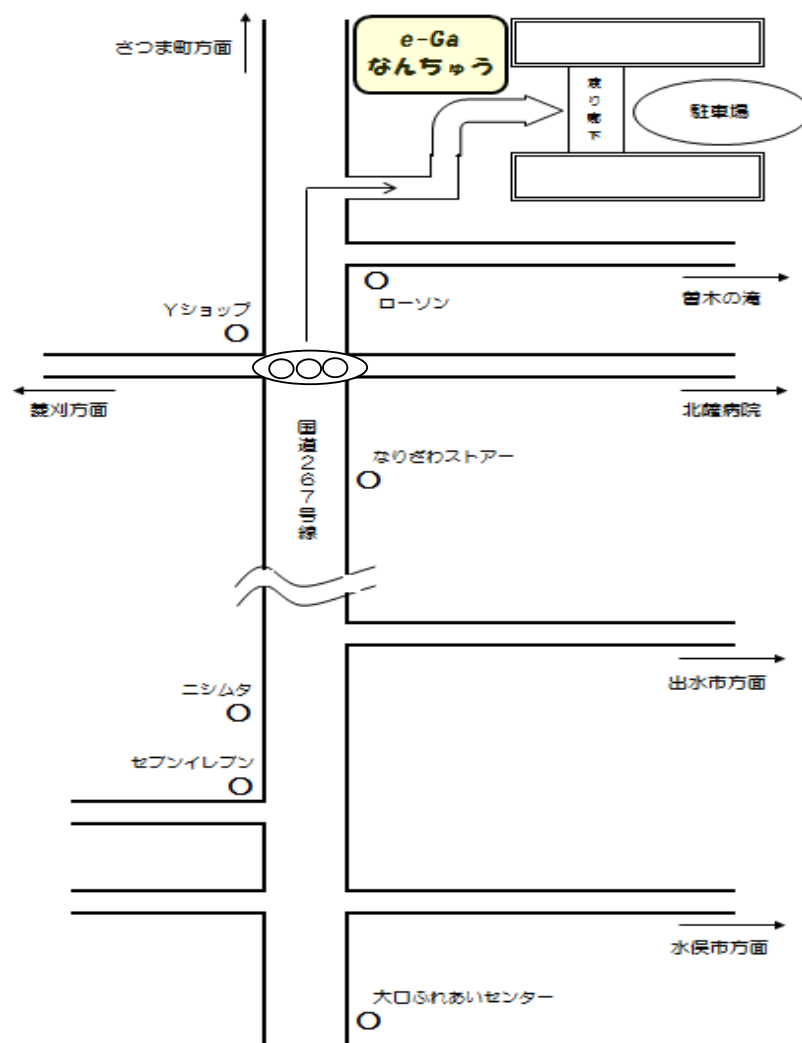 さつま町方面
e-Ga
なんちゅう
渡り廊下
駐車場
曽木の滝
ローソン
Yショップ
菱刈方面
北薩病院
国道267号線
なりざわストアー
出水市方面
ニシムタ
セブンイレブン
水俣市方面
大口ふれあいセンター